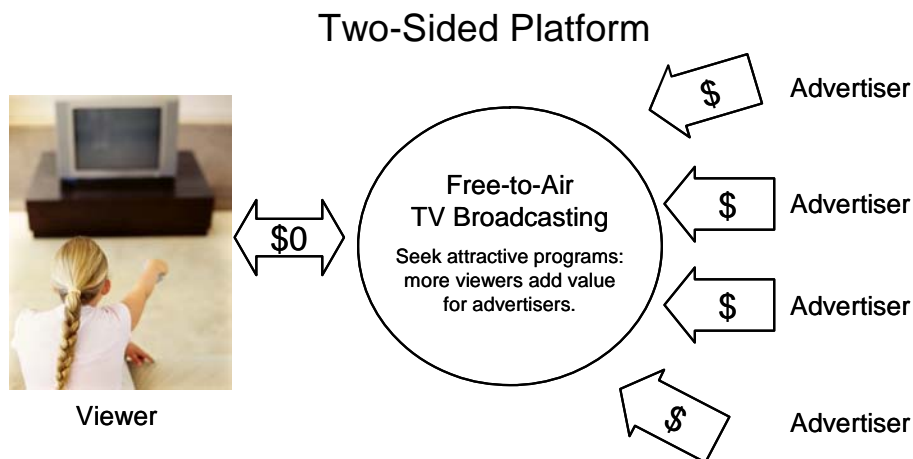 Two-Sided Platform
$
Advertiser
Free-to-Air
TV Broadcasting
$
Advertiser
$0
Seek attractive programs:
more viewers add value
for advertisers.
$
Advertiser
$
Advertiser
Viewer